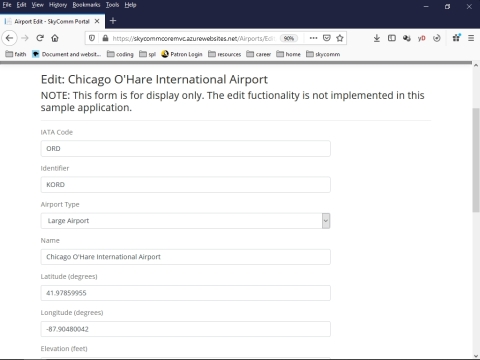 File Edit View History Bookmarks Tools Help
Airport Edit - SkyComm Portal
https://skycommcoremvc.azurewebsites.net/Airports/Edi
90%
faith Document and websit... coding spl Patron Login resources career home skycomm
Edit: Chicago O'Hare International Airport
NOTE: This form is for display only. The edit fuctionality is not implemented in this
sample application.
IATA Code
ORD
Identifier
KORD
Airport Type
Large Airport
Name
Chicago O'Hare International Airport
Latitude (degrees)
41.97859955
Longitude (degrees)
-87.90480042
Elevation (feet)